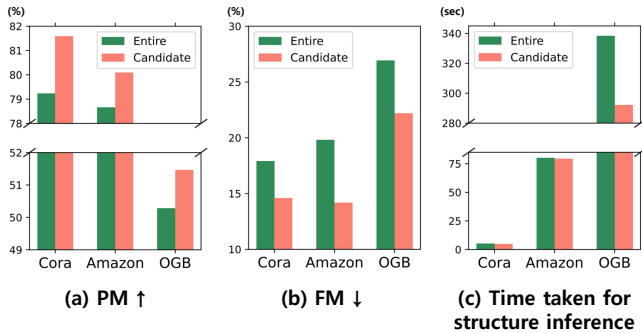 (%)
82
81
80
79
78
52
51
50
49
Entire
Candidate
Cora Amazon OGB
(a) PM ↑
(%)
30
25
20
15
10
Entire
Candidate
Cora Amazon OGB
(b) FM ↓
(sec)
340
320
300
280
75
50
25
0
Entire
Candidate
Cora Amazon OGB
(c) Time taken for
structure inference